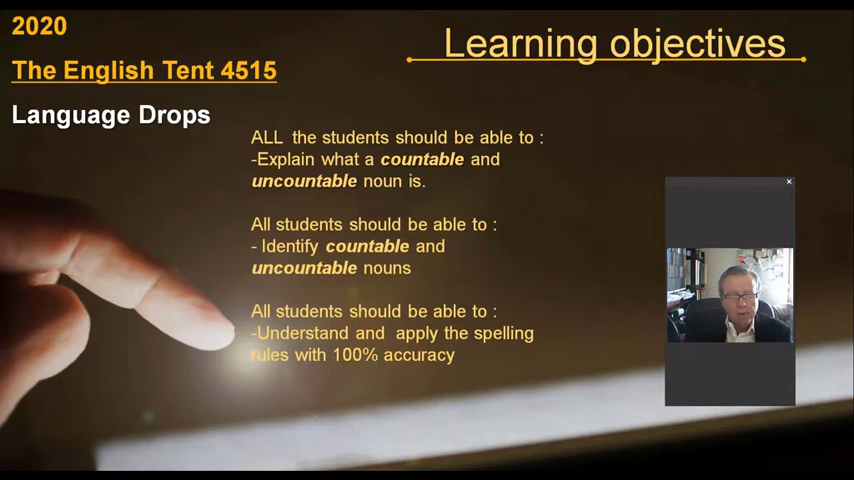 2020
The English Tent 4515
Language Drops
Learning objectives
ALL the students should be able to :
-Explain what a countable and
uncountable noun is.
All students should be able to :
- Identify countable and
uncountable nouns
All students should be able to :
-Understand and apply the spelling
rules with 100% accuracy